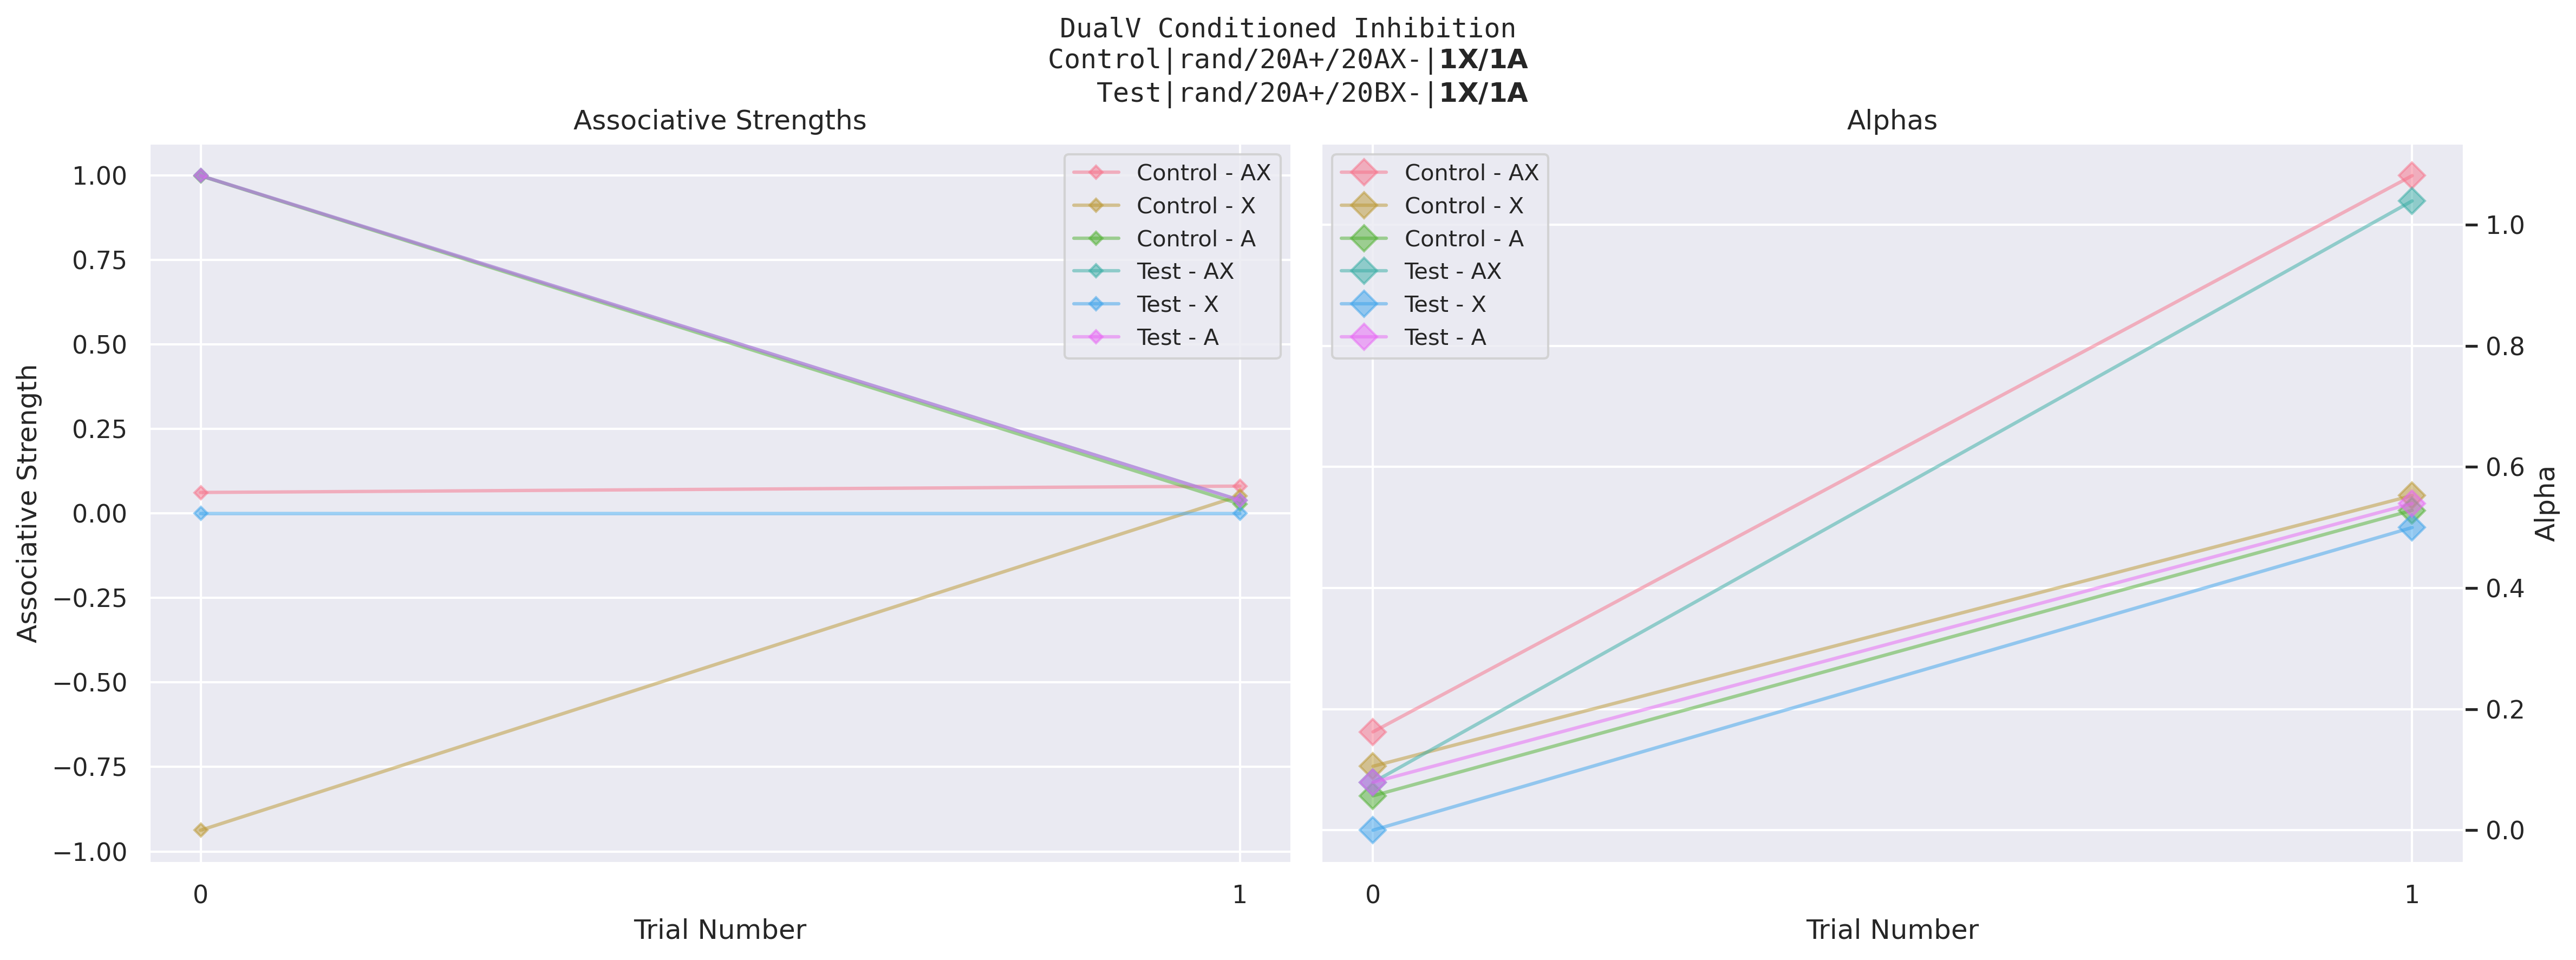 DualV Conditioned Inhibition
Control|rand/20A+/20AX-|1X/1A
Test|rand/20A+/20BX-|1X/1A
Associative Strengths
Associative Strength
1.00
0.75
0.50
0.25
0.00
−0.25
−0.50
−0.75
−1.00
Control - AX
Control - X
Control - A
Test - AX
Test - X
Test - A
0
1
Trial Number
Alphas
Control - AX
Control - X
Control - A
Test - AX
Test - X
Test - A
1.0
0.8
0.6
0.4
0.2
0.0
Alpha
0
1
Trial Number